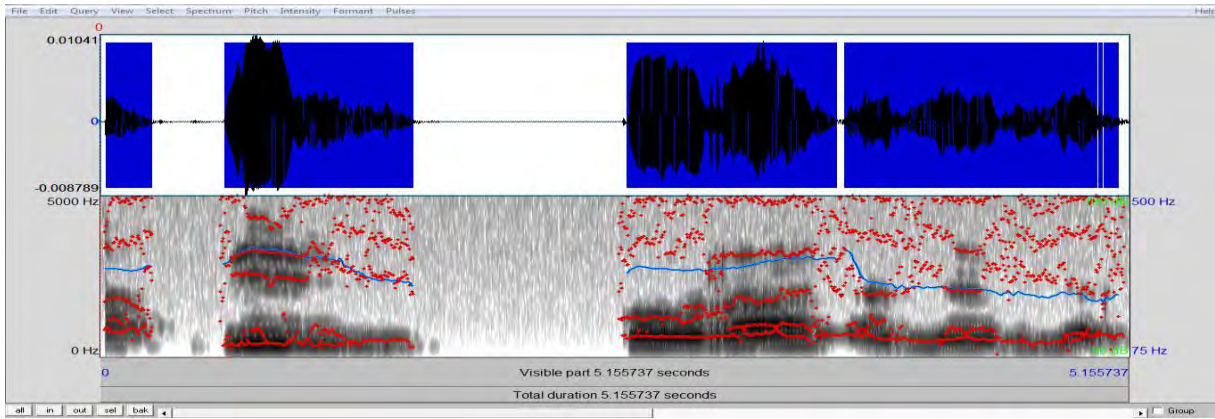 File Edit Query View Select Spectrum Pitch Intensity Formant Pulses Help
0
0.01041
0
-0.008789
5000 Hz 500 Hz
0 Hz 75 Hz
0 Visible part 5.155737 seconds 5.155737
Total duration 5.155737 seconds
all in out sel bak Group